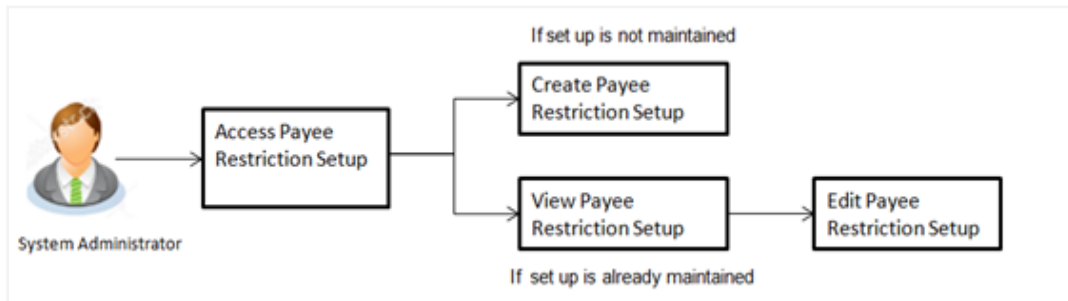 If set up is not maintained
Create Payee
Restriction Setup
Access Payee
Restriction Setup
View Payee
Restriction Setup
Edit Payee
Restriction Setup
System Administrator
If set up is already maintained